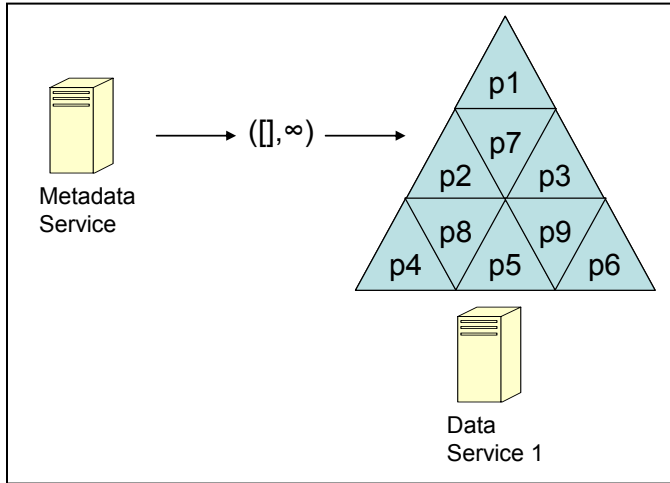 p1
([],∞)
p7
p2
p3
Metadata
Service
p8
p9
p4
p5
p6
Data
Service 1